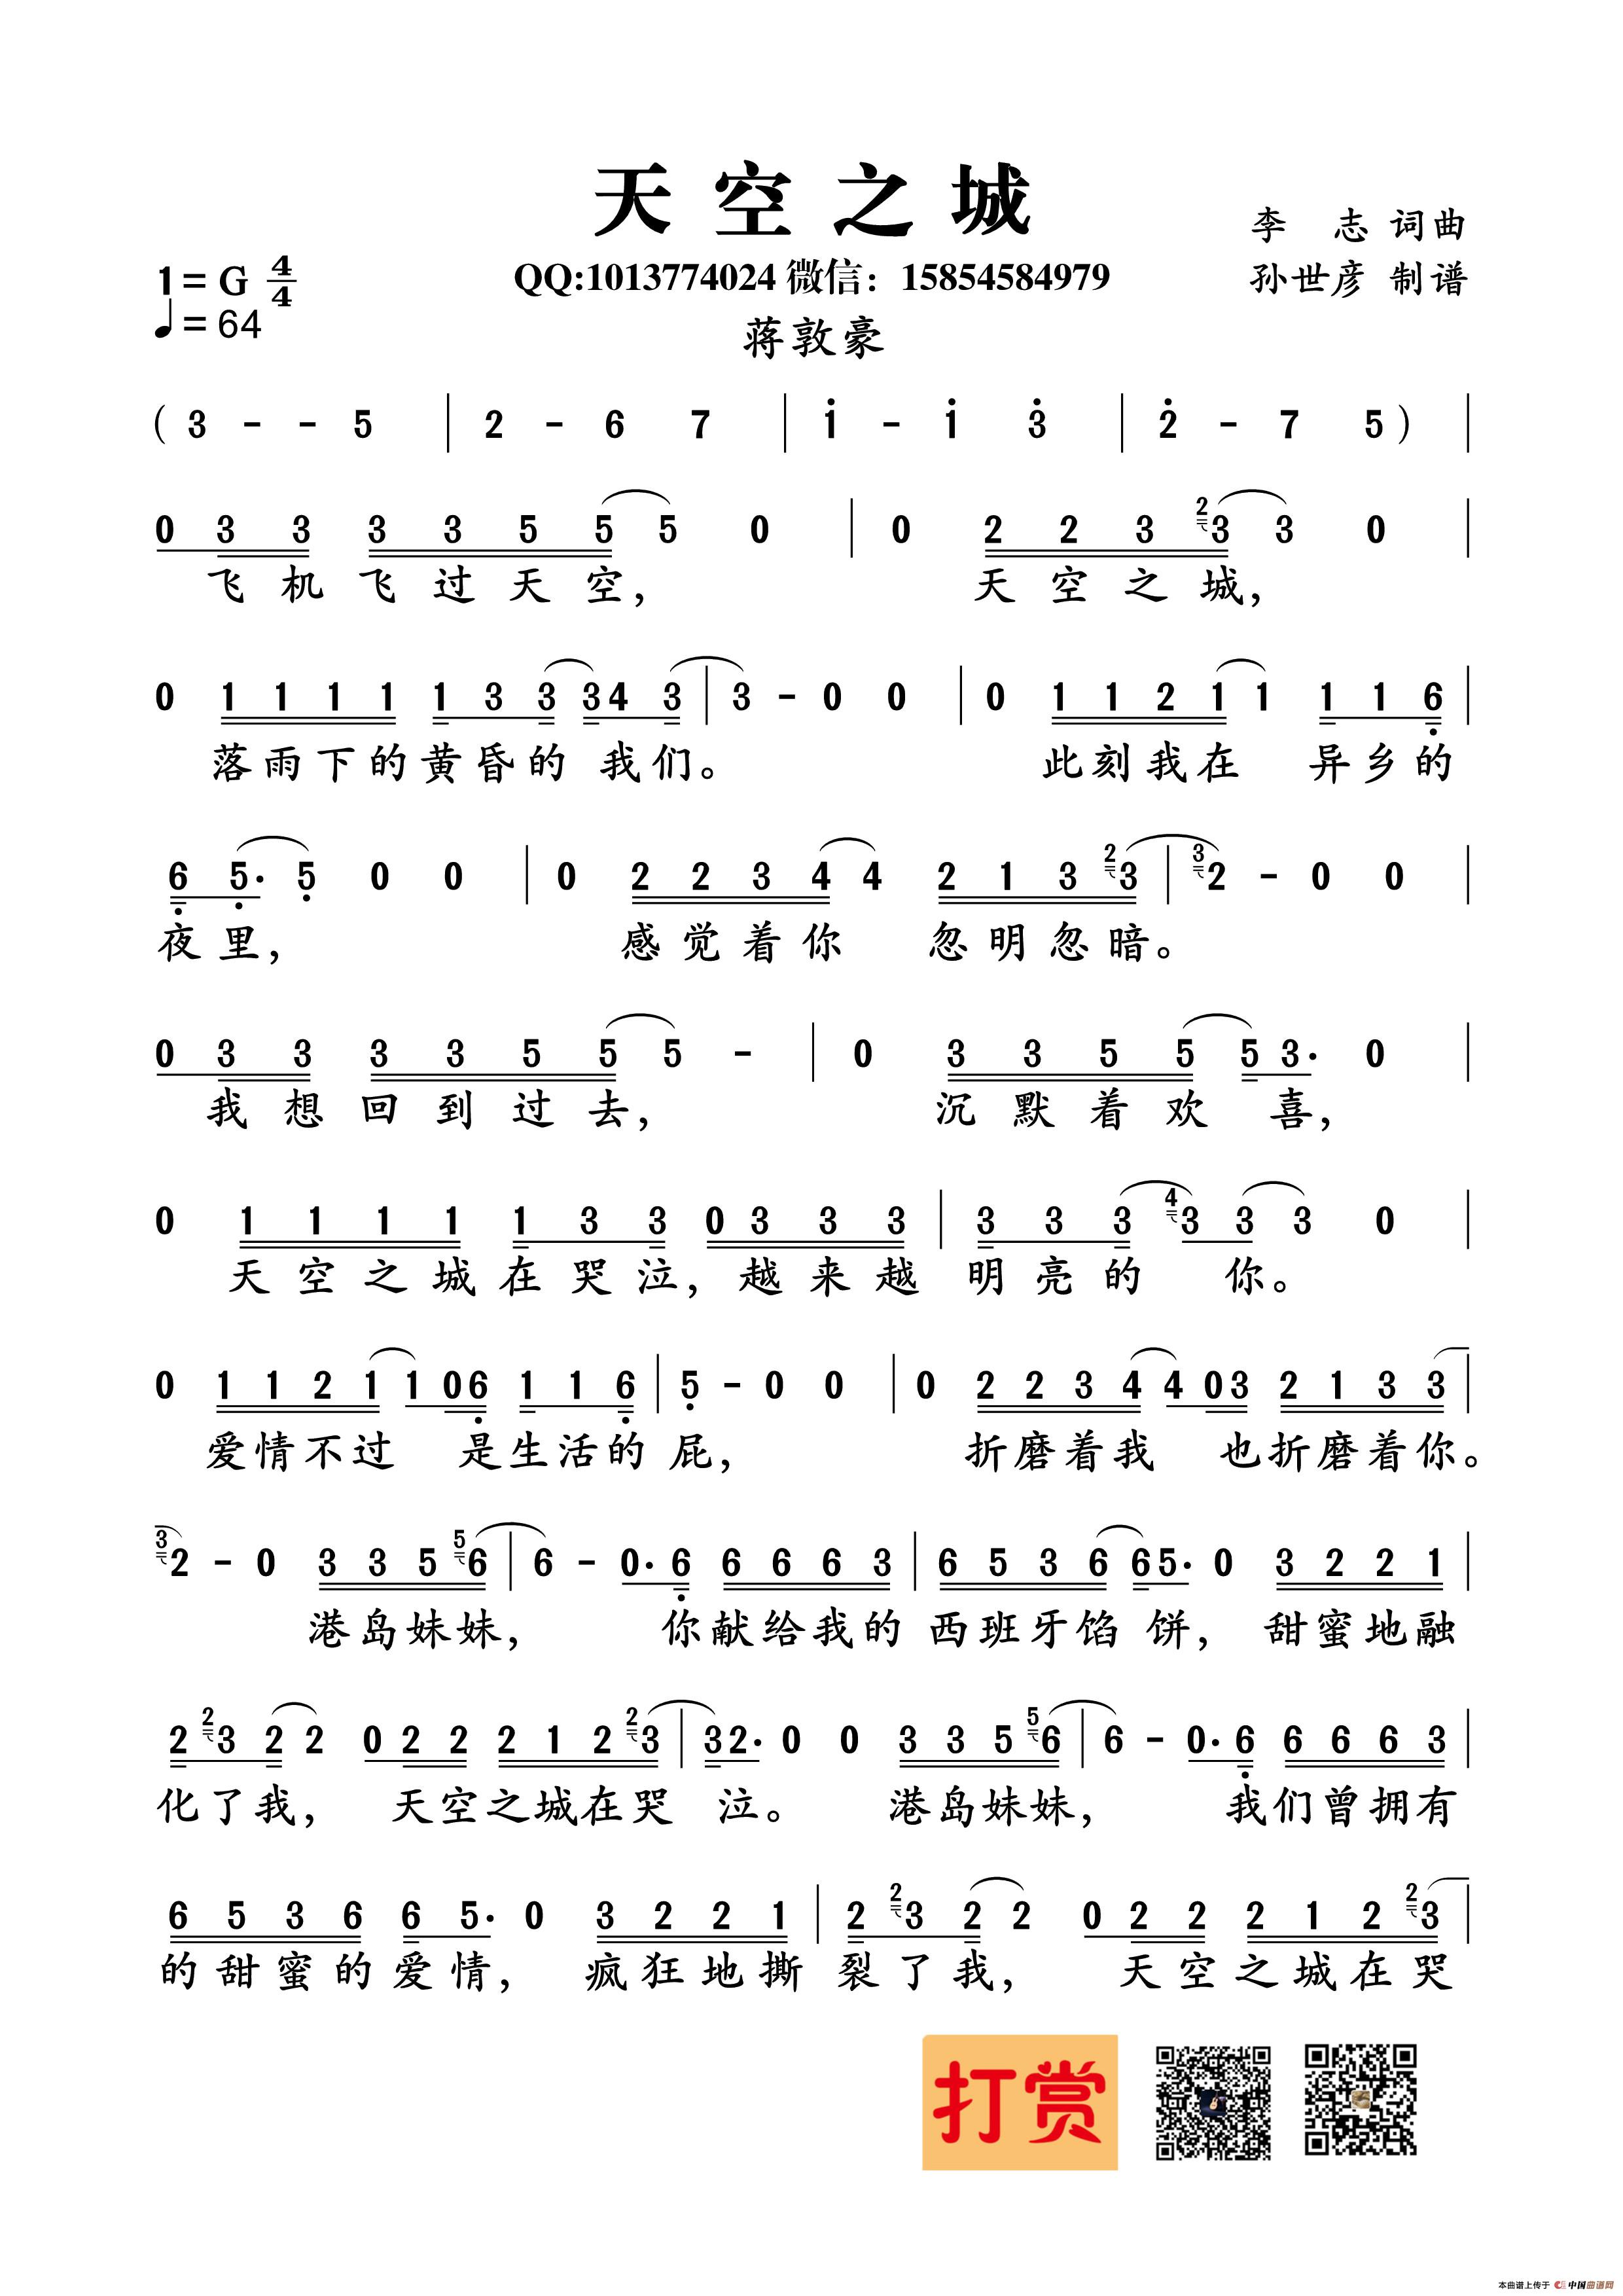 天空之城
李 志 词曲
1=G 4/4
QQ:1013774024 微信：15854584979
孙世彦 制谱
♩=64
蒋敦豪
( 3 - - 5 | 2 - 6 7 | 1̇ - 1̇ 3̇ | 2̇ - 7 5 ) |
0 3 3 3 3 5 5 5 0 | 0 2 2 3 2 3 3 0 |
飞机飞过天空， 天空之城，
0 1 1 1 1 1 3 3 3 4 3 | 3 - 0 0 | 0 1 1 2 1 1 1 1 6̣ |
落雨下的黄昏的 我们。 此刻我在 异乡的
6̣ 5̣· 5̣ 0 0 | 0 2 2 3 4 4 2 1 3 2 3 | 3 2 - 0 0 |
夜里， 感觉着你 忽明忽暗。
0 3 3 3 3 5 5 5 - | 0 3 3 5 5 5 3· 0 |
我想回到过去， 沉默着欢 喜，
0 1 1 1 1 1 3 3 0 3 3 3 | 3 3 3 4 3 3 3 0 |
天空之城在哭泣，越来越 明亮的 你。
0 1 1 2 1 1 0 6̣ 1 1 6̣ | 5̣ - 0 0 | 0 2 2 3 4 4 0 3 2 1 3 3 |
爱情不过 是生活的 屁， 折磨着我 也折磨着你。
3 2 - 0 3 3 5 5 6 | 6 - 0· 6̣ 6 6 6 3 | 6 5 3 6 6 5· 0 3 2 2 1 |
港岛妹妹， 你献给我的 西班牙馅 饼， 甜蜜地融
2 2 3 2 2 0 2 2 2 1 2 2 3 | 3 2· 0 0 3 3 5 5 6 | 6 - 0· 6̣ 6 6 6 3 |
化了我， 天空之城在哭 泣。 港岛妹妹， 我们曾拥有
6 5 3 6 6 5· 0 3 2 2 1 | 2 2 3 2 2 0 2 2 2 1 2 2 3 |
的甜蜜的爱情， 疯狂地撕 裂了我， 天空之城在哭
打赏
本曲谱上传于 中国曲谱网